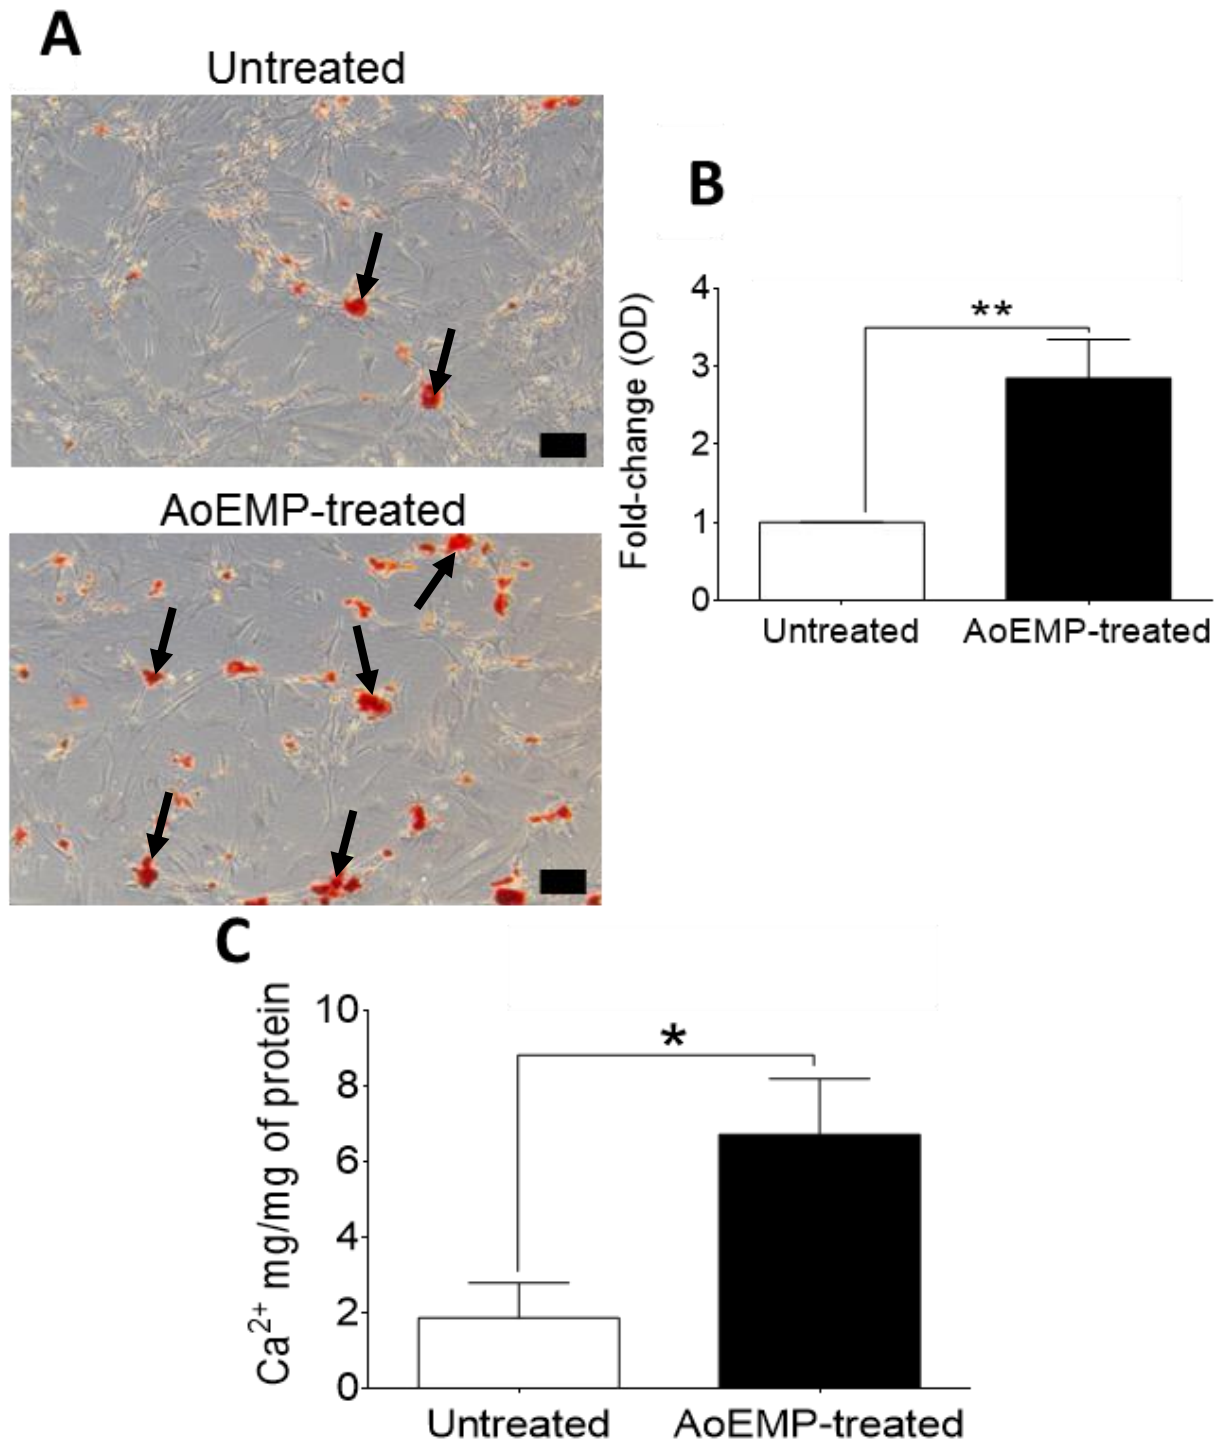 A
Untreated
AoEMP-treated
B
Fold-change (OD)
4
3
2
1
0
**
Untreated
AoEMP-treated
C
Ca²⁺ mg/mg of protein
10
8
6
4
2
0
*
Untreated
AoEMP-treated